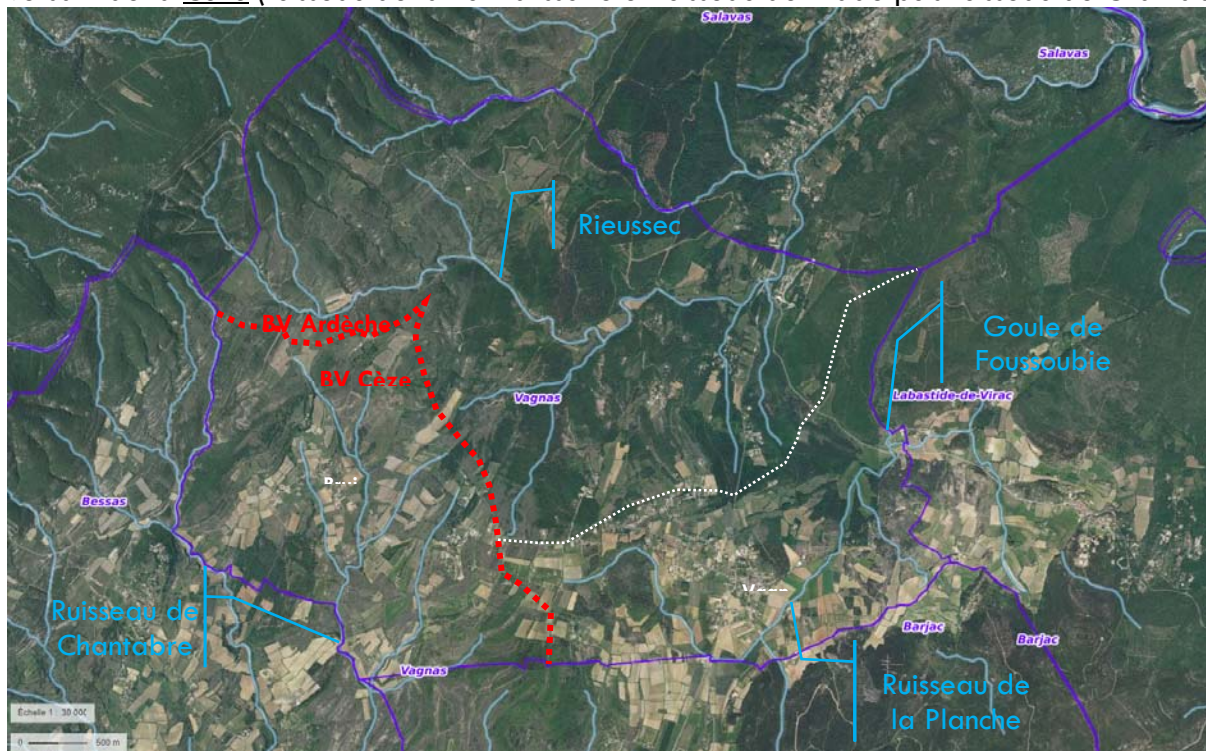 Salavas
Salavas
Rieussec
BV Ardèche
BV Cèze
Goule de
Foussoubie
Vagnas
Labastide-de-Virac
Bessas
Ruisseau de
Chantabre
Vagnas
Barjac
Barjac
Ruisseau de
la Planche
Échelle 1 : 30 000
0 500 m